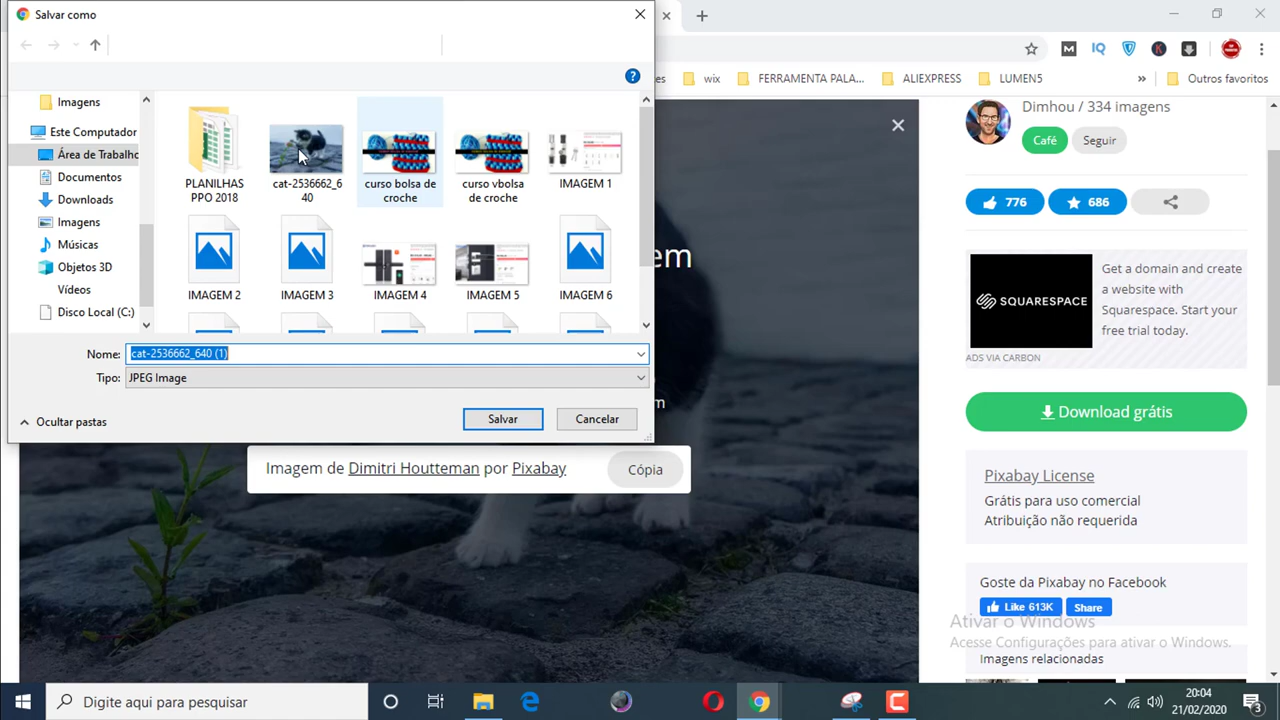 Salvar como
wix
FERRAMENTA PALA...
ALIEXPRESS
LUMEN5
»
Outros favoritos
Imagens
Este Computador
Área de Trabalho
Documentos
Downloads
Imagens
Músicas
Objetos 3D
Vídeos
Disco Local (C:)
PLANILHAS
PPO 2018
cat-2536662_6
40
curso bolsa de
croche
curso vbolsa
de croche
IMAGEM 1
IMAGEM 2
IMAGEM 3
IMAGEM 4
IMAGEM 5
IMAGEM 6
Nome:
cat-2536662_640 (1)
Tipo:
JPEG Image
Ocultar pastas
Salvar
Cancelar
em
m
Imagem de Dimitri Houtteman por Pixabay
Cópia
Dimhou / 334 imagens
Café
Seguir
776
686
SQUARESPACE
Get a domain and create
a website with
Squarespace. Start your
free trial today.
ADS VIA CARBON
Download grátis
Pixabay License
Grátis para uso comercial
Atribuição não requerida
Goste da Pixabay no Facebook
Like 613K
Share
Ativar o Windows
Acesse Configurações para ativar o Windows.
Imagens relacionadas
Digite aqui para pesquisar
20:04
21/02/2020
3